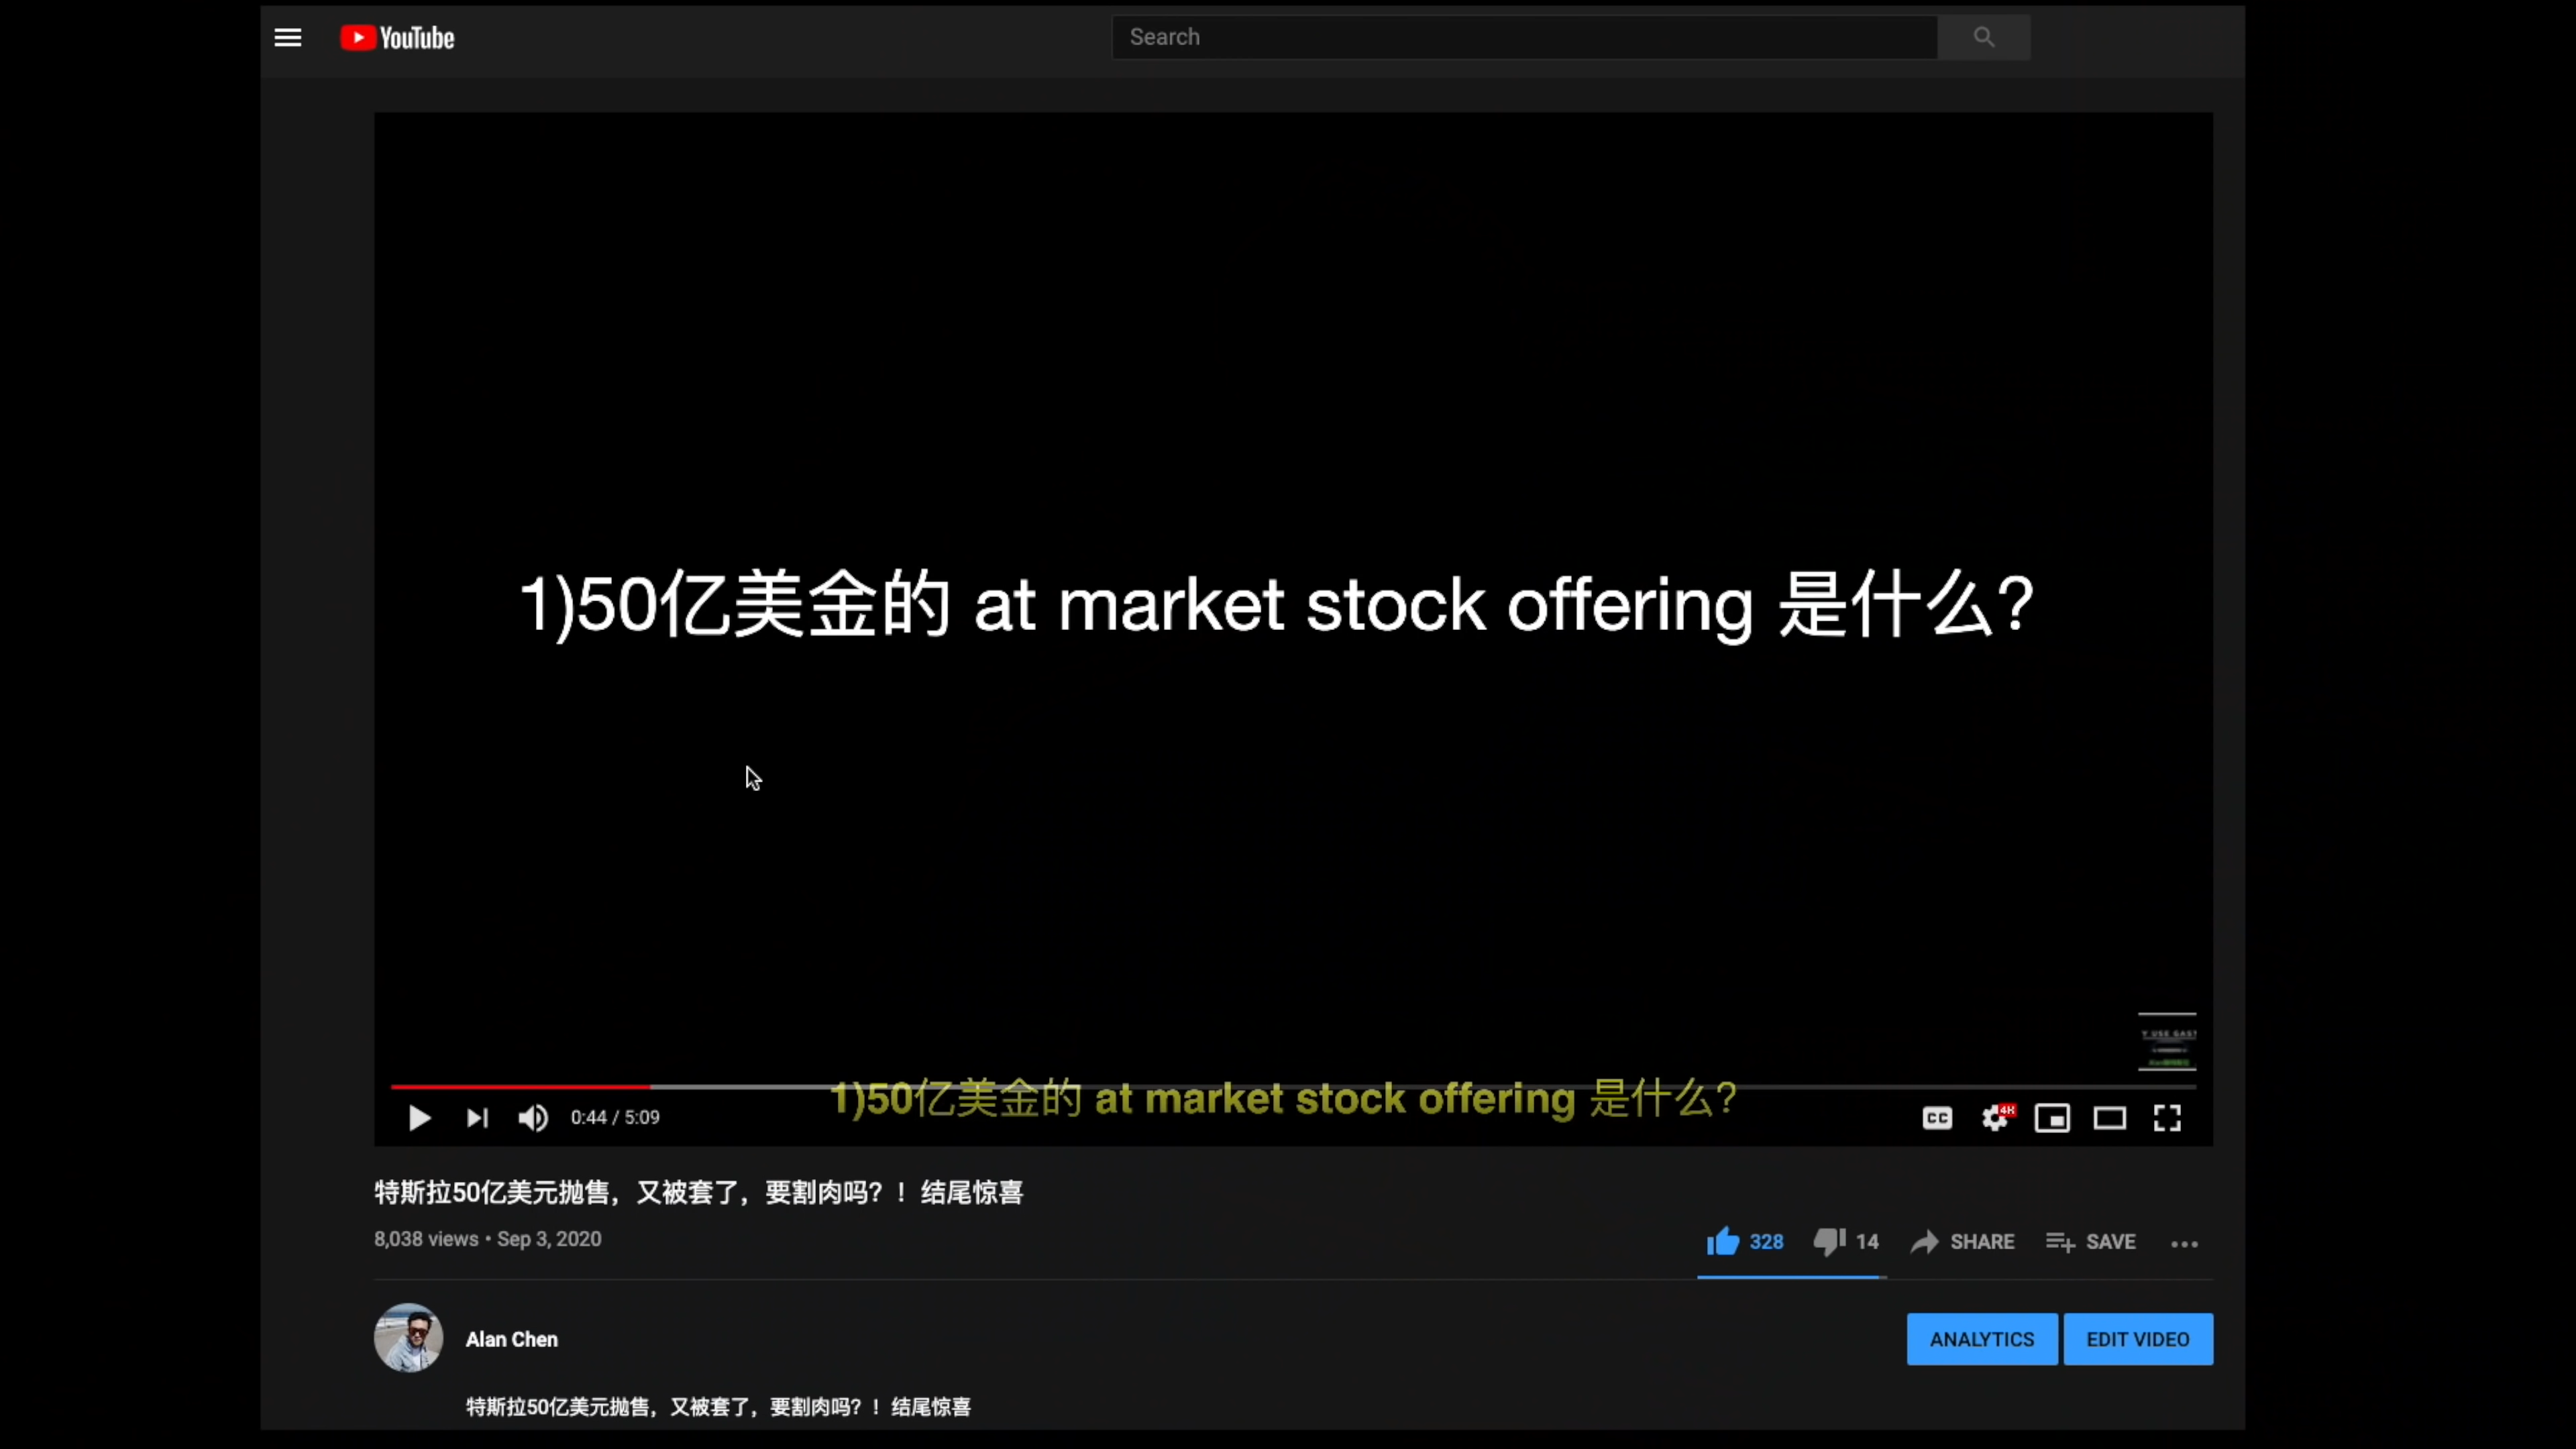 YouTube
Search
1)50亿美金的 at market stock offering 是什么?
Y USE GAS?
1)50亿美金的 at market stock offering 是什么?
0:44 / 5:09
CC
4K
特斯拉50亿美元抛售，又被套了，要割肉吗？！结尾惊喜
8,038 views • Sep 3, 2020
328
14
SHARE
SAVE
Alan Chen
ANALYTICS
EDIT VIDEO
特斯拉50亿美元抛售，又被套了，要割肉吗？！结尾惊喜